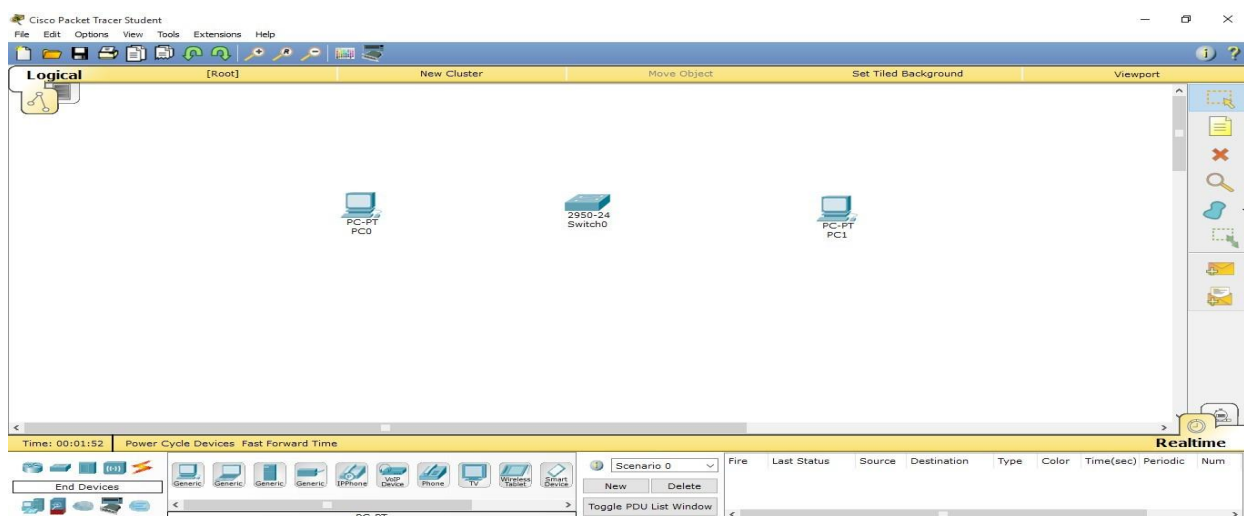 Cisco Packet Tracer Student
File Edit Options View Tools Extensions Help
Logical [Root] New Cluster Move Object Set Tiled Background Viewport
PC-PT
PC0
2950-24
Switch0
PC-PT
PC1
Time: 00:01:52 Power Cycle Devices Fast Forward Time Realtime
End Devices
Generic Generic Generic Generic IPPhone VoIP Device Phone TV Wireless Tablet Smart Device
PC-PT
Scenario 0
New Delete
Toggle PDU List Window
Fire Last Status Source Destination Type Color Time(sec) Periodic Num